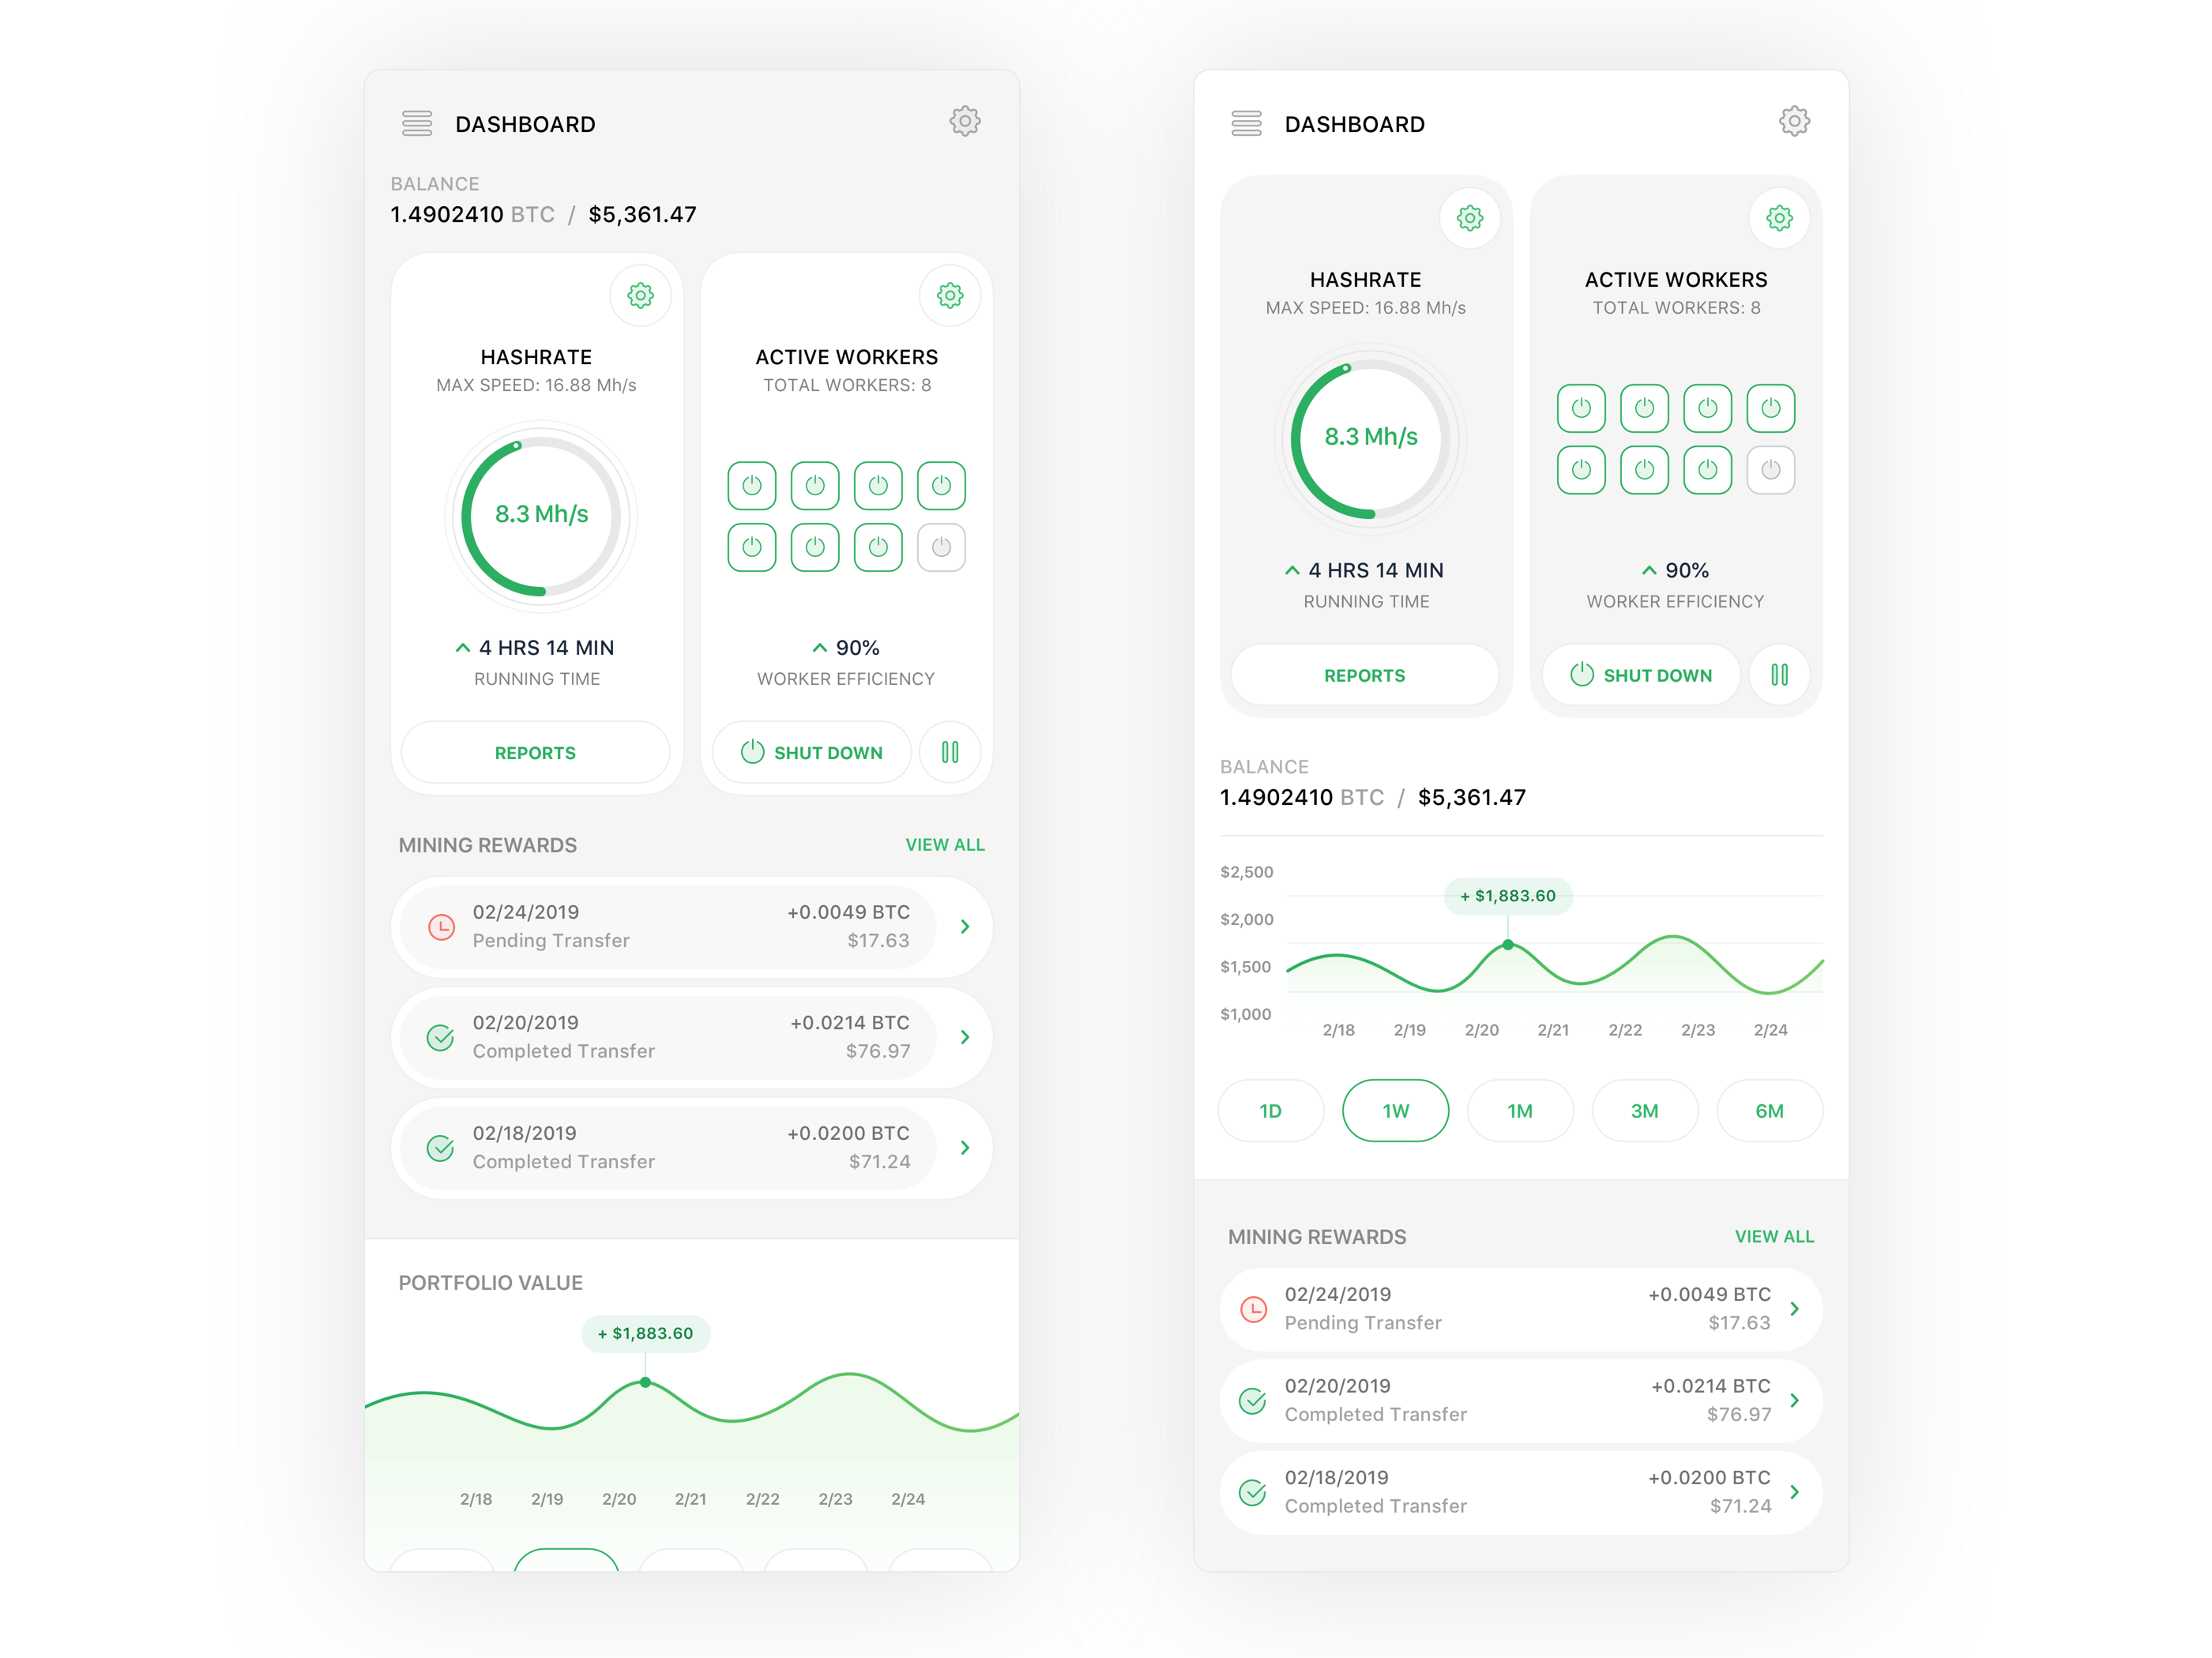 DASHBOARD
BALANCE
1.4902410 BTC / $5,361.47
HASHRATE
MAX SPEED: 16.88 Mh/s
8.3 Mh/s
4 HRS 14 MIN
RUNNING TIME
REPORTS
ACTIVE WORKERS
TOTAL WORKERS: 8
90%
WORKER EFFICIENCY
SHUT DOWN
MINING REWARDS
VIEW ALL
02/24/2019 +0.0049 BTC
Pending Transfer $17.63
02/20/2019 +0.0214 BTC
Completed Transfer $76.97
02/18/2019 +0.0200 BTC
Completed Transfer $71.24
PORTFOLIO VALUE
+ $1,883.60
2/18 2/19 2/20 2/21 2/22 2/23 2/24
DASHBOARD
HASHRATE
MAX SPEED: 16.88 Mh/s
8.3 Mh/s
4 HRS 14 MIN
RUNNING TIME
REPORTS
ACTIVE WORKERS
TOTAL WORKERS: 8
90%
WORKER EFFICIENCY
SHUT DOWN
BALANCE
1.4902410 BTC / $5,361.47
$2,500
+ $1,883.60
$2,000
$1,500
$1,000
2/18 2/19 2/20 2/21 2/22 2/23 2/24
1D 1W 1M 3M 6M
MINING REWARDS
VIEW ALL
02/24/2019 +0.0049 BTC
Pending Transfer $17.63
02/20/2019 +0.0214 BTC
Completed Transfer $76.97
02/18/2019 +0.0200 BTC
Completed Transfer $71.24